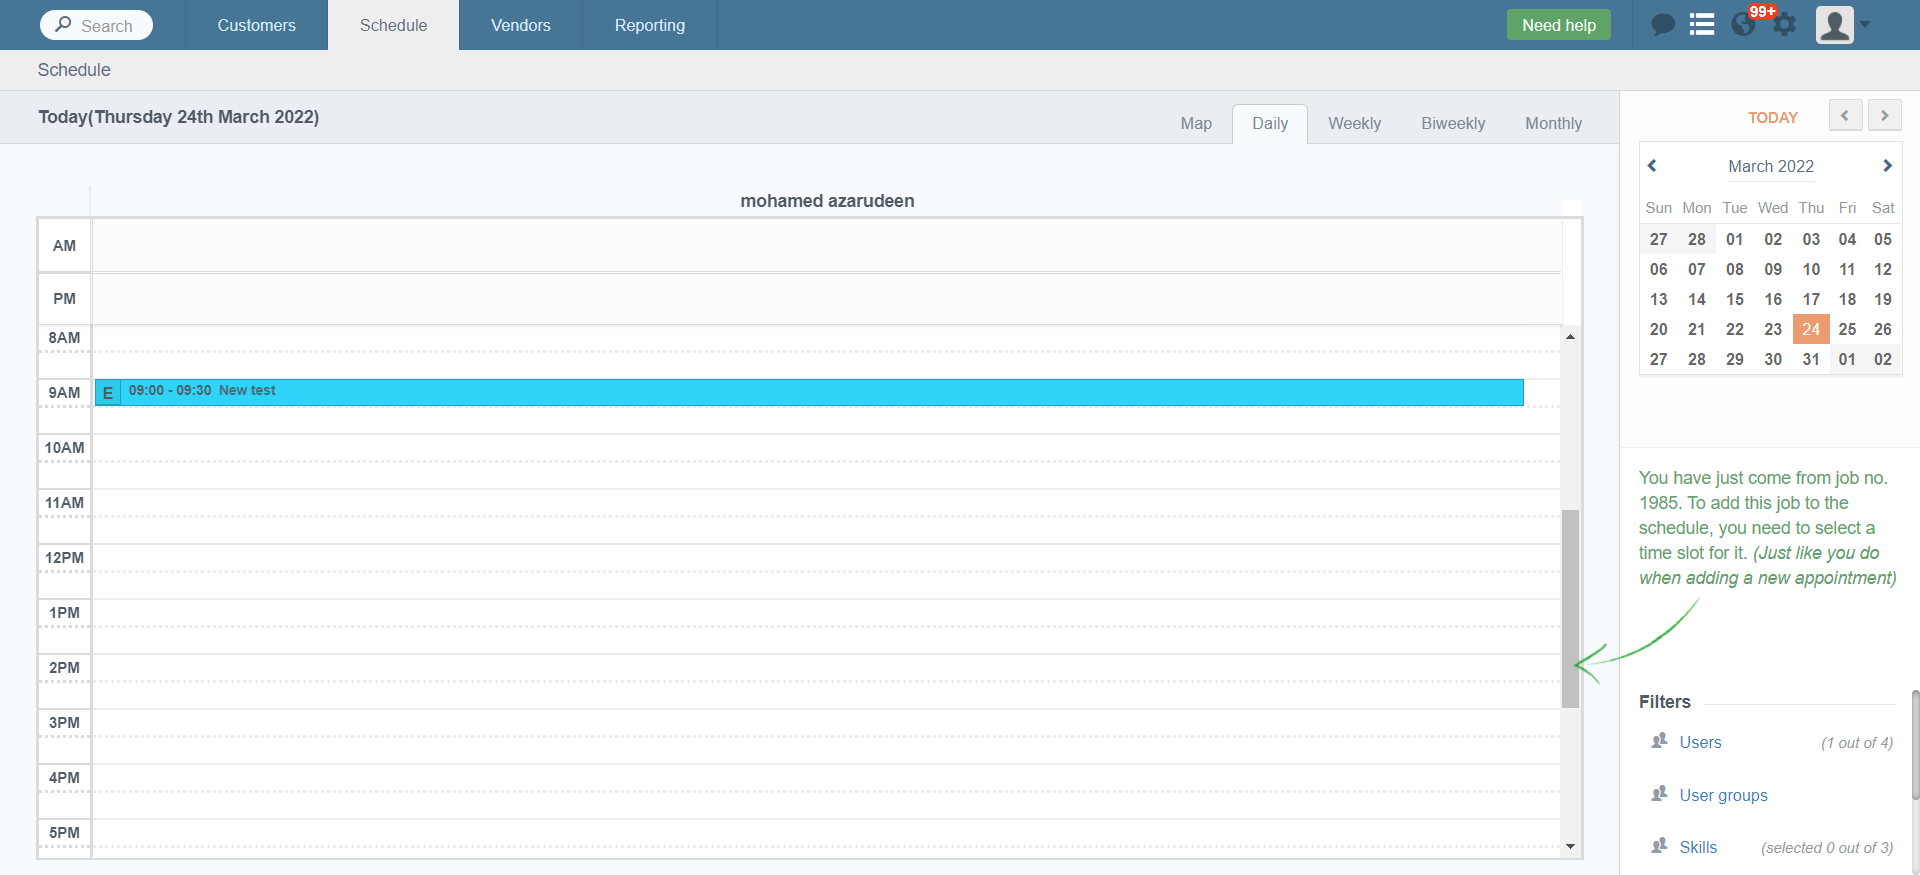 Search
Customers
Schedule
Vendors
Reporting
Need help
99+
Schedule
Today(Thursday 24th March 2022)
Map
Daily
Weekly
Biweekly
Monthly
TODAY
March 2022
Sun Mon Tue Wed Thu Fri Sat
27 28 01 02 03 04 05
06 07 08 09 10 11 12
13 14 15 16 17 18 19
20 21 22 23 24 25 26
27 28 29 30 31 01 02
mohamed azarudeen
AM
PM
8AM
9AM
E 09:00 - 09:30 New test
10AM
11AM
12PM
1PM
2PM
3PM
4PM
5PM
You have just come from job no.
1985. To add this job to the
schedule, you need to select a
time slot for it. (Just like you do
when adding a new appointment)
Filters
Users (1 out of 4)
User groups
Skills (selected 0 out of 3)